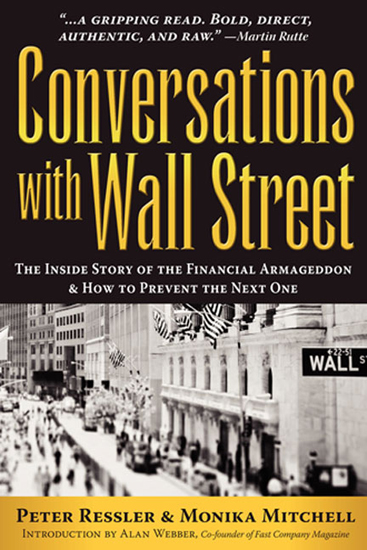 “...A GRIPPING READ. BOLD, DIRECT,
AUTHENTIC, AND RAW.” —Martin Rutte
Conversations
with Wall Street
THE INSIDE STORY OF THE FINANCIAL ARMAGEDDON
& HOW TO PREVENT THE NEXT ONE
22-51
WALL ST
PETER RESSLER & MONIKA MITCHELL
INTRODUCTION BY ALAN WEBBER, Co-founder of Fast Company Magazine